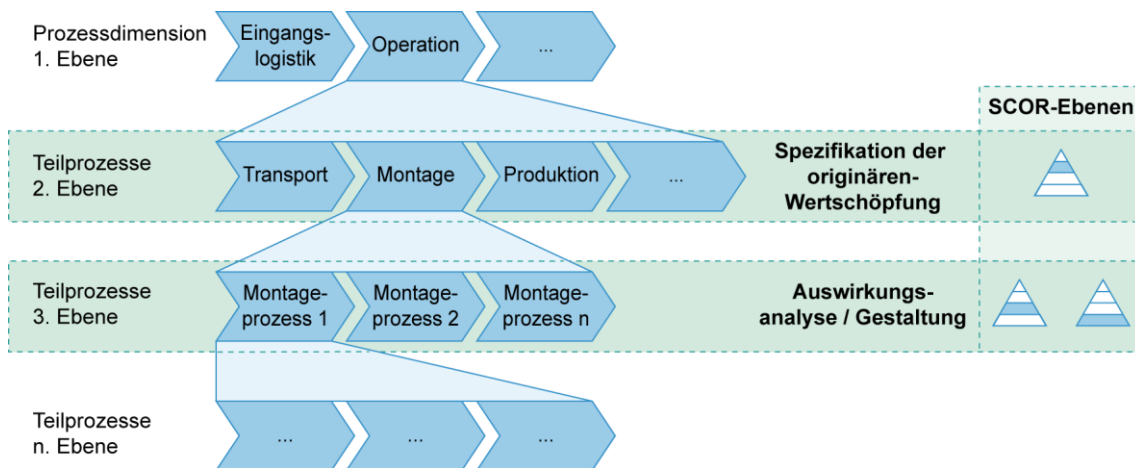 Prozessdimension
1. Ebene
Eingangs-
logistik
Operation
...
SCOR-Ebenen
Teilprozesse
2. Ebene
Transport
Montage
Produktion
...
Spezifikation der
originären-
Wertschöpfung
Teilprozesse
3. Ebene
Montage-
prozess 1
Montage-
prozess 2
Montage-
prozess n
Auswirkungs-
analyse / Gestaltung
Teilprozesse
n. Ebene
...
...
...